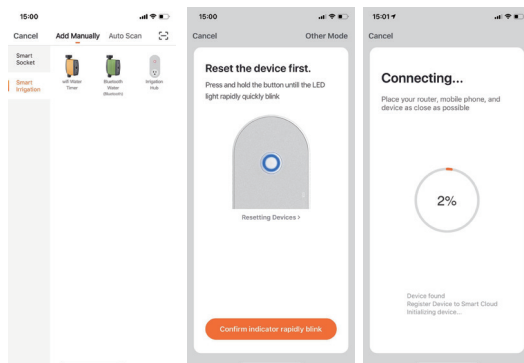 15:00
Cancel Add Manually Auto Scan
Smart
Socket
Smart
Irrigation
wifi Water
Timer
Bluetooth
Water
(Bluetooth)
Irrigation
Hub
15:00
Cancel Other Mode
Reset the device first.
Press and hold the button untill the LED
light rapidly quickly blink
Resetting Devices >
Confirm indicator rapidly blink
15:01
Cancel
Connecting...
Place your router, mobile phone, and
device as close as possible
2%
Device found
Register Device to Smart Cloud
Initializing device...